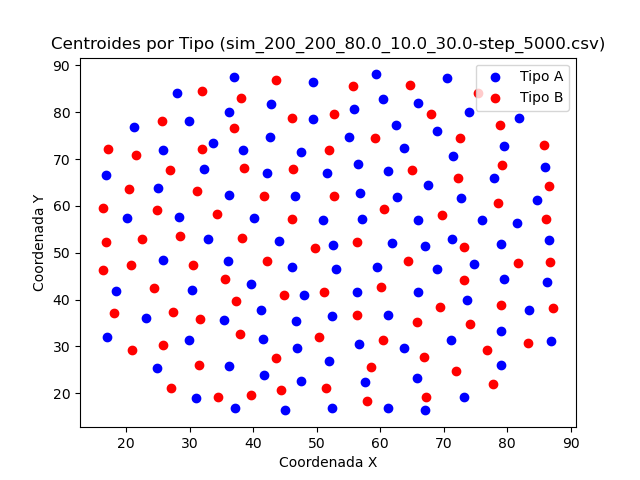 Centroides por Tipo (sim_200_200_80.0_10.0_30.0-step_5000.csv)
Tipo A
Tipo B
Coordenada Y
90
80
70
60
50
40
30
20
20 30 40 50 60 70 80 90
Coordenada X